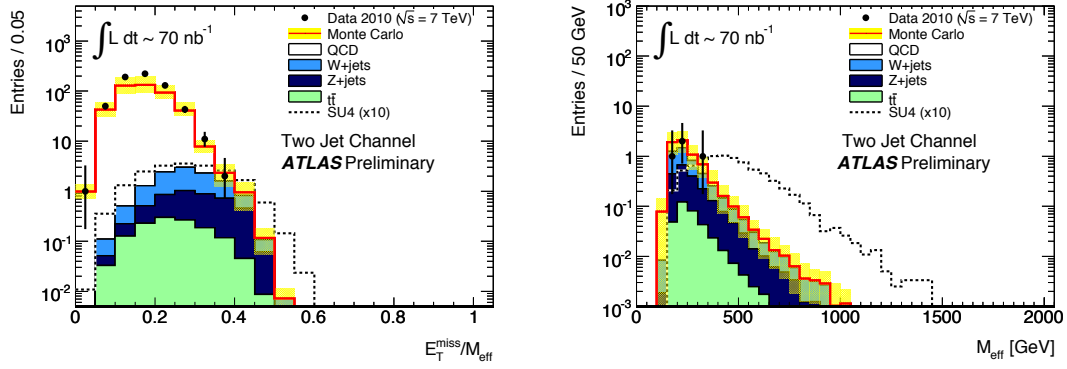 Entries / 0.05
10³
10²
10
1
10⁻¹
10⁻²
∫ L dt ~ 70 nb⁻¹
Data 2010 (√s = 7 TeV)
Monte Carlo
QCD
W+jets
Z+jets
tt̄
SU4 (x10)
Two Jet Channel
ATLAS Preliminary
0 0.2 0.4 0.6 0.8 1
E_T^miss/M_eff
Entries / 50 GeV
10³
10²
10
1
10⁻¹
10⁻²
10⁻³
∫ L dt ~ 70 nb⁻¹
Data 2010 (√s = 7 TeV)
Monte Carlo
QCD
W+jets
Z+jets
tt̄
SU4 (x10)
Two Jet Channel
ATLAS Preliminary
0 500 1000 1500 2000
M_eff [GeV]